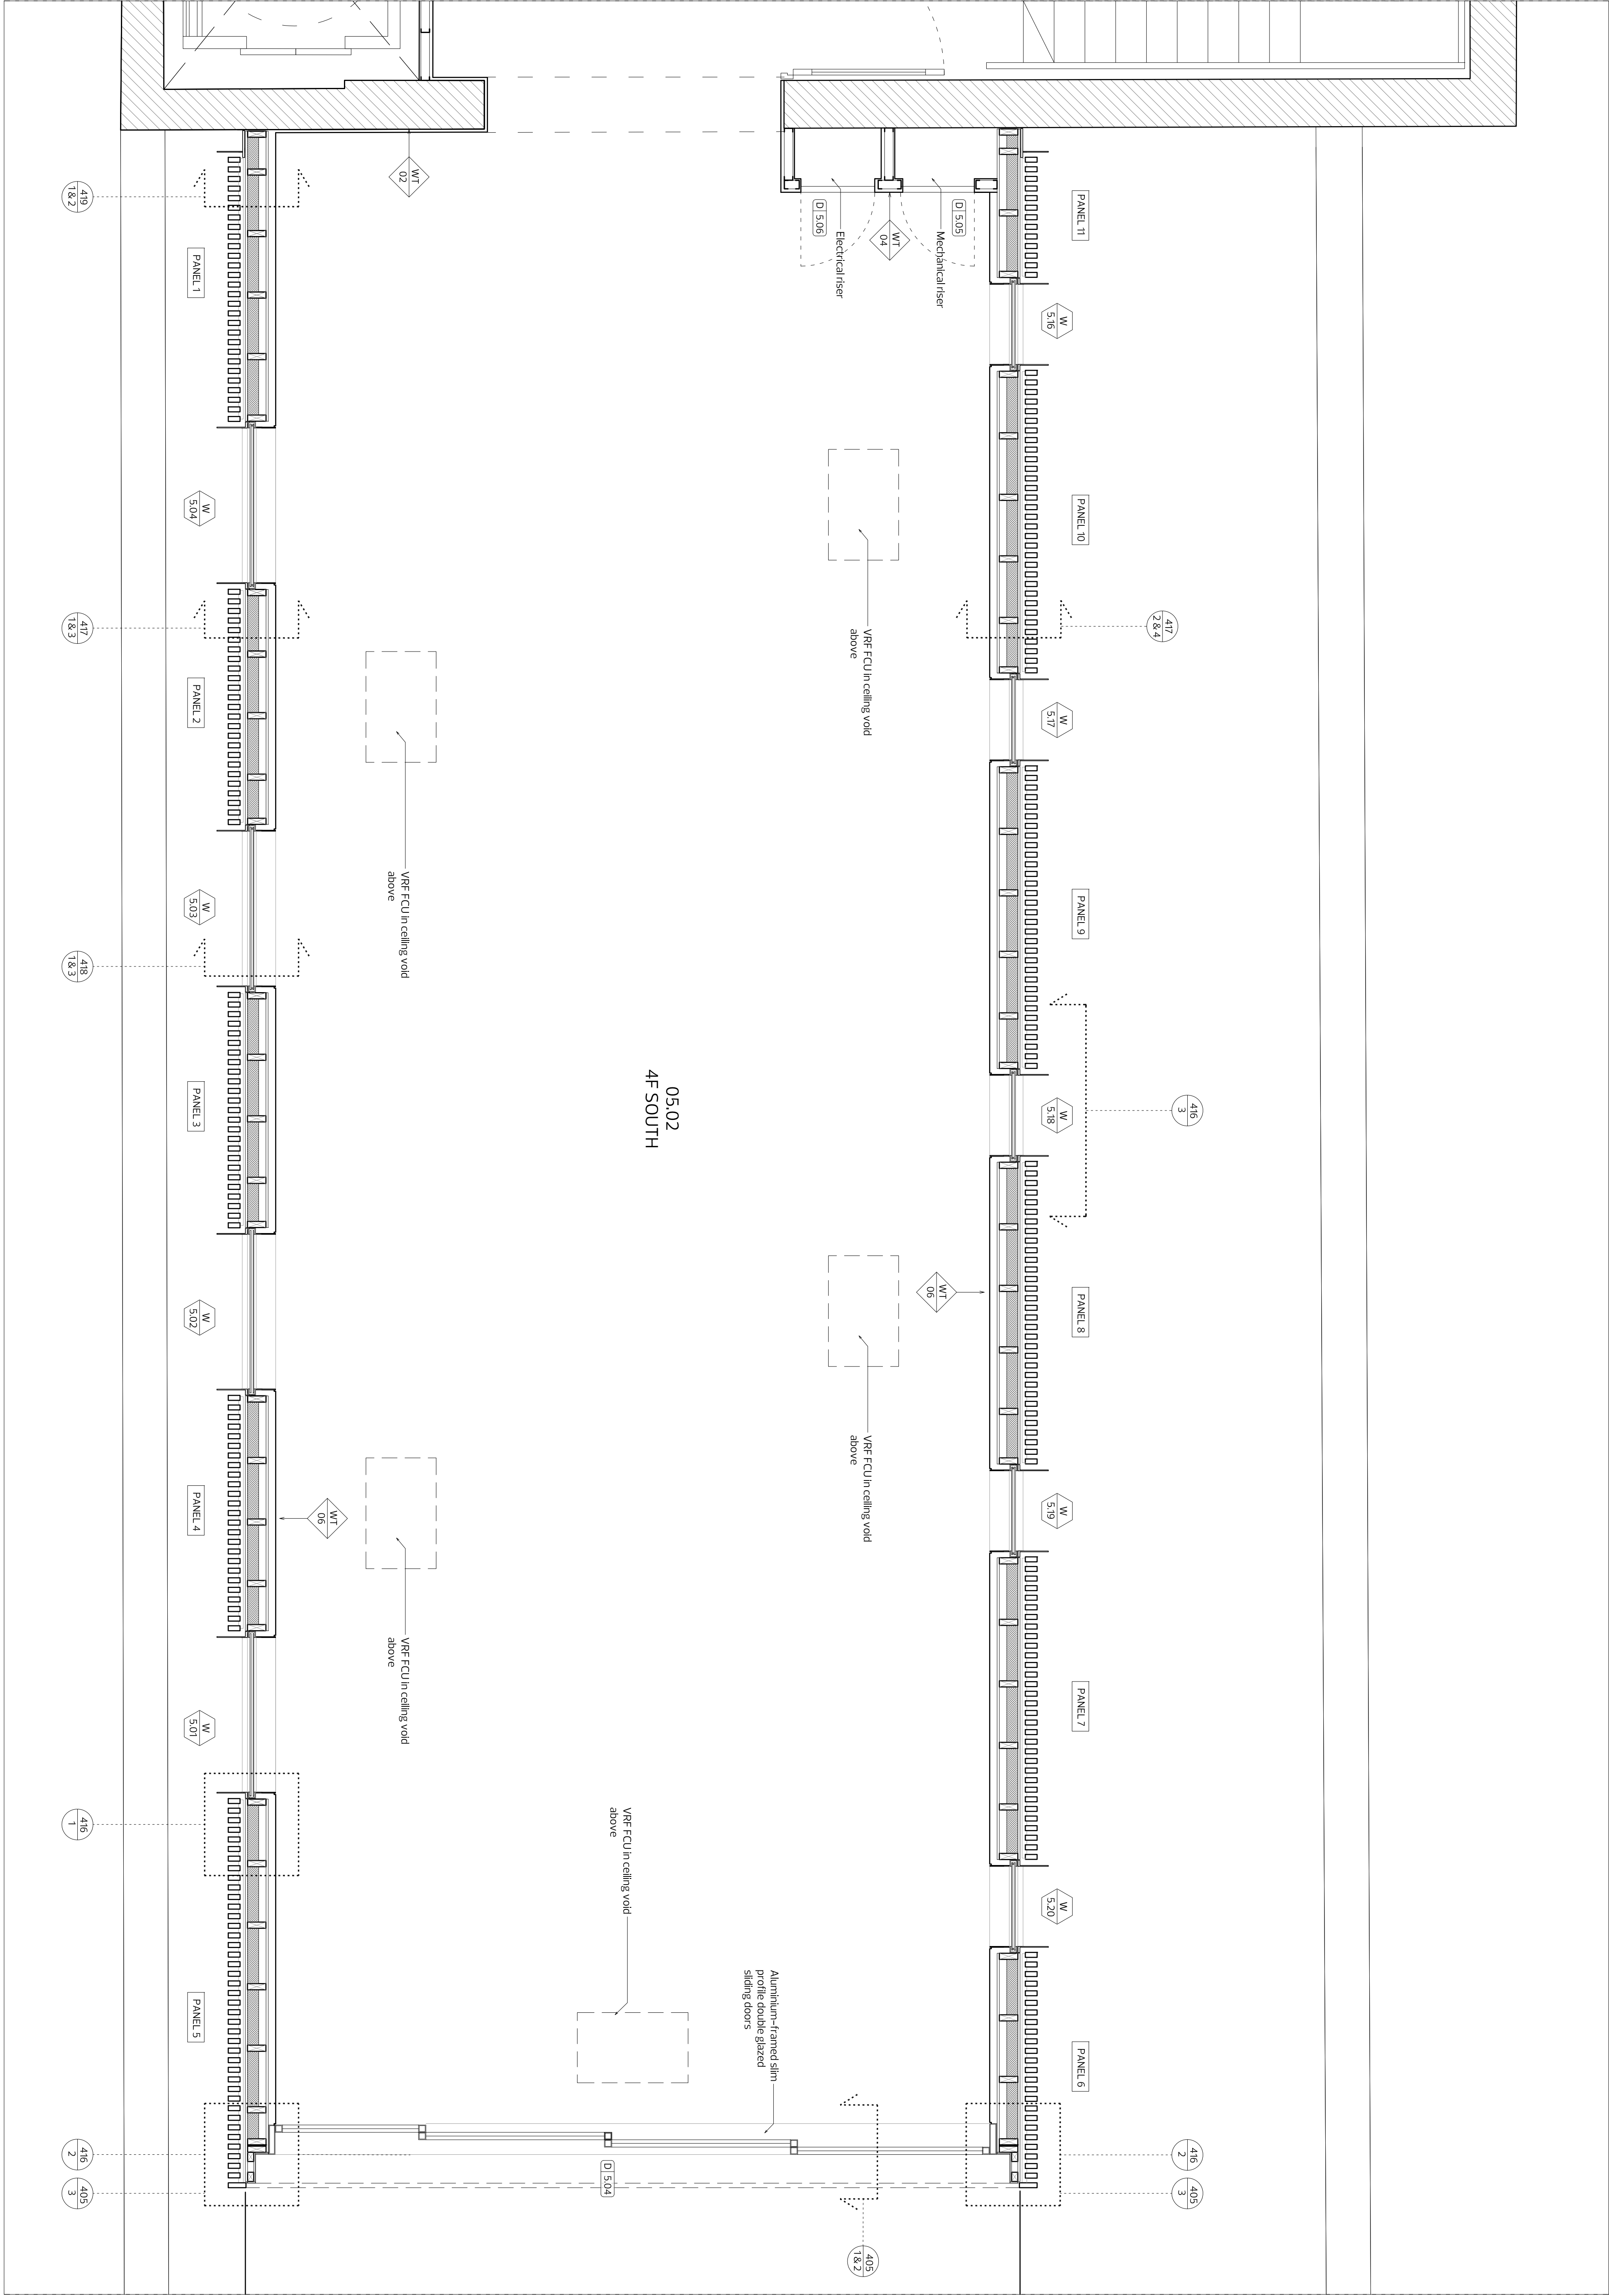 419
1 & 2
417
1 & 3
418
1 & 3
416
1
416
2
405
3
PANEL 1
W
5.04
PANEL 2
W
5.03
PANEL 3
W
5.02
PANEL 4
W
5.01
PANEL 5
WT
02
WT
06
VRF FCU in ceiling void
above
VRF FCU in ceiling void
above
VRF FCU in ceiling void
above
05.02
4F SOUTH
D
5.04
Aluminium-framed slim
profile double glazed
sliding doors
D
5.06
Electrical riser
WT
04
D
5.05
Mechanical riser
VRF FCU in ceiling void
above
VRF FCU in ceiling void
above
WT
06
405
1 & 2
PANEL 11
W
5.16
PANEL 10
W
5.17
PANEL 9
W
5.18
PANEL 8
W
5.19
PANEL 7
W
5.20
PANEL 6
417
2 & 4
416
3
416
2
405
3